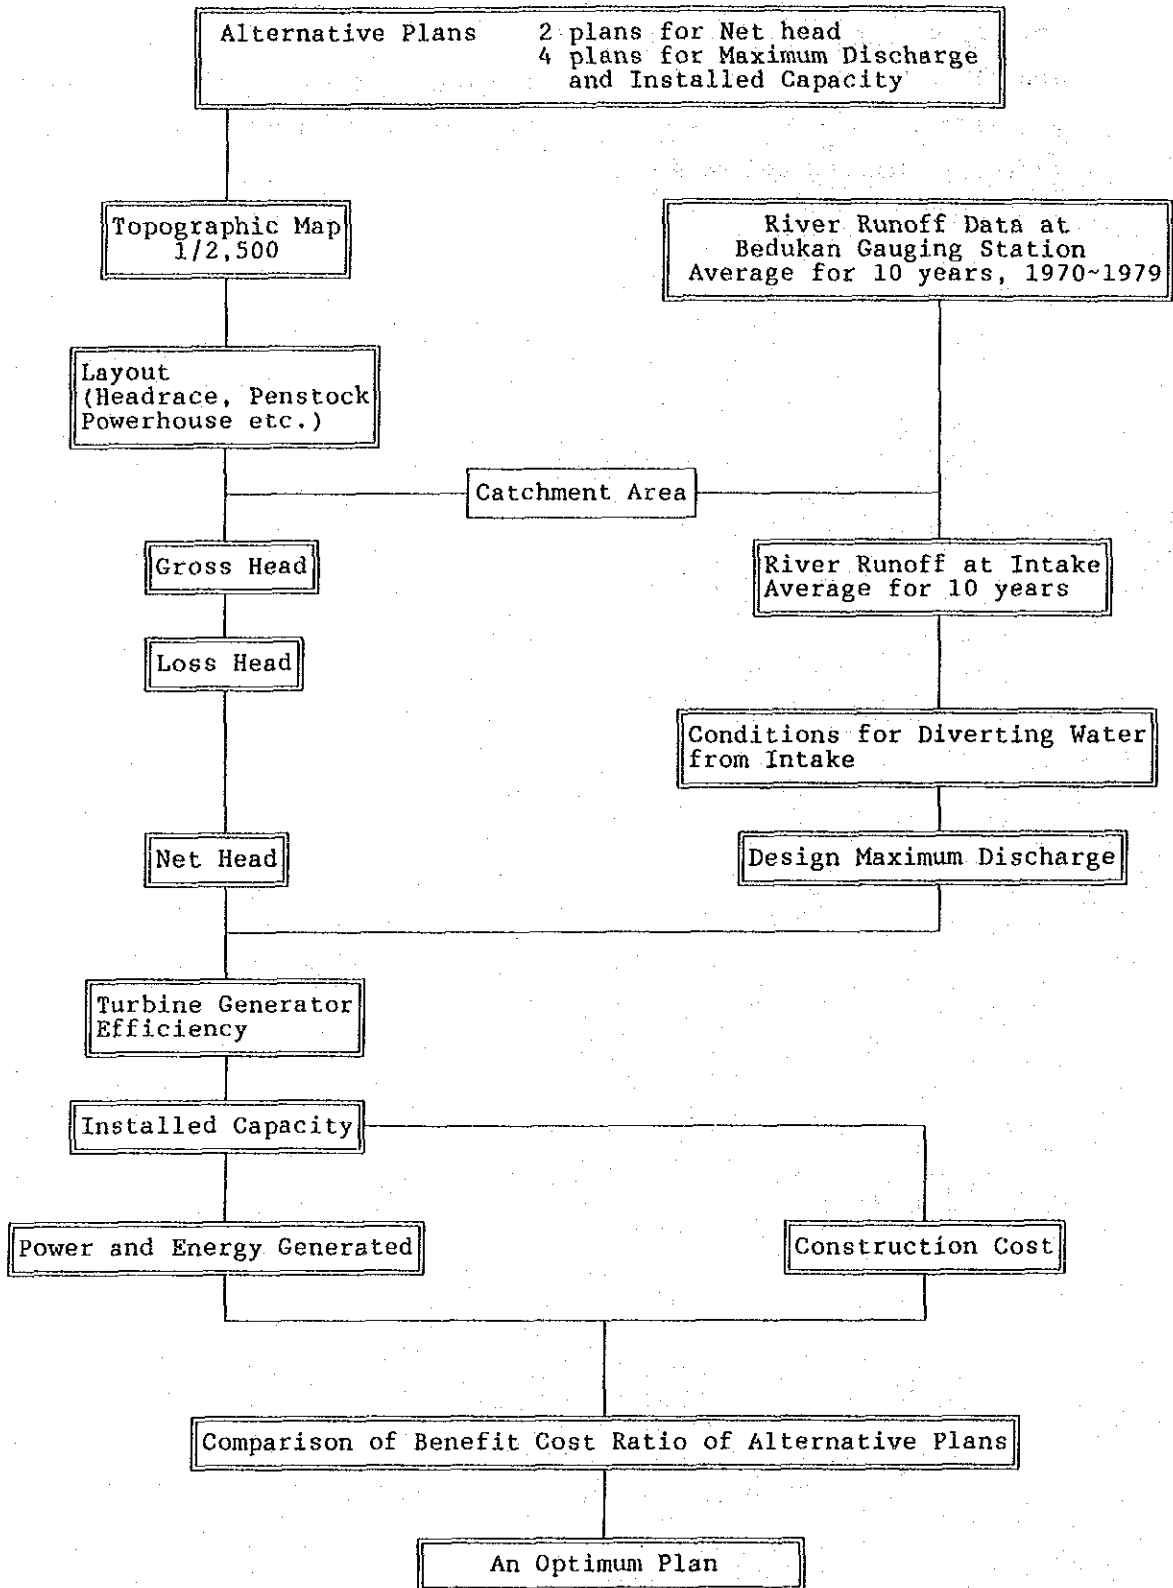 Alternative Plans 2 plans for Net head
4 plans for Maximum Discharge
and Installed Capacity
Topographic Map
1/2,500
River Runoff Data at
Bedukan Gauging Station
Average for 10 years, 1970~1979
Layout
(Headrace, Penstock
Powerhouse etc.)
Catchment Area
Gross Head
River Runoff at Intake
Average for 10 years
Loss Head
Conditions for Diverting Water
from Intake
Net Head
Design Maximum Discharge
Turbine Generator
Efficiency
Installed Capacity
Power and Energy Generated
Construction Cost
Comparison of Benefit Cost Ratio of Alternative Plans
An Optimum Plan